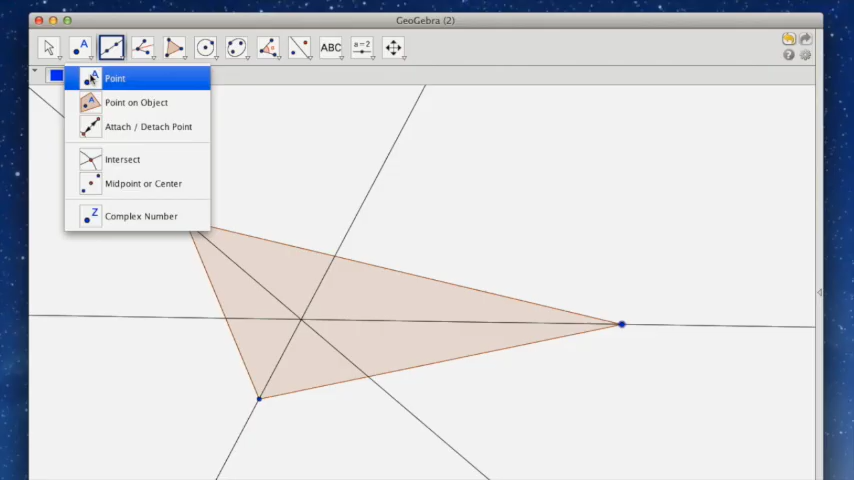 GeoGebra (2)
A
ABC
a=2
A
Point
A
Point on Object
Attach / Detach Point
Intersect
Midpoint or Center
Z
Complex Number